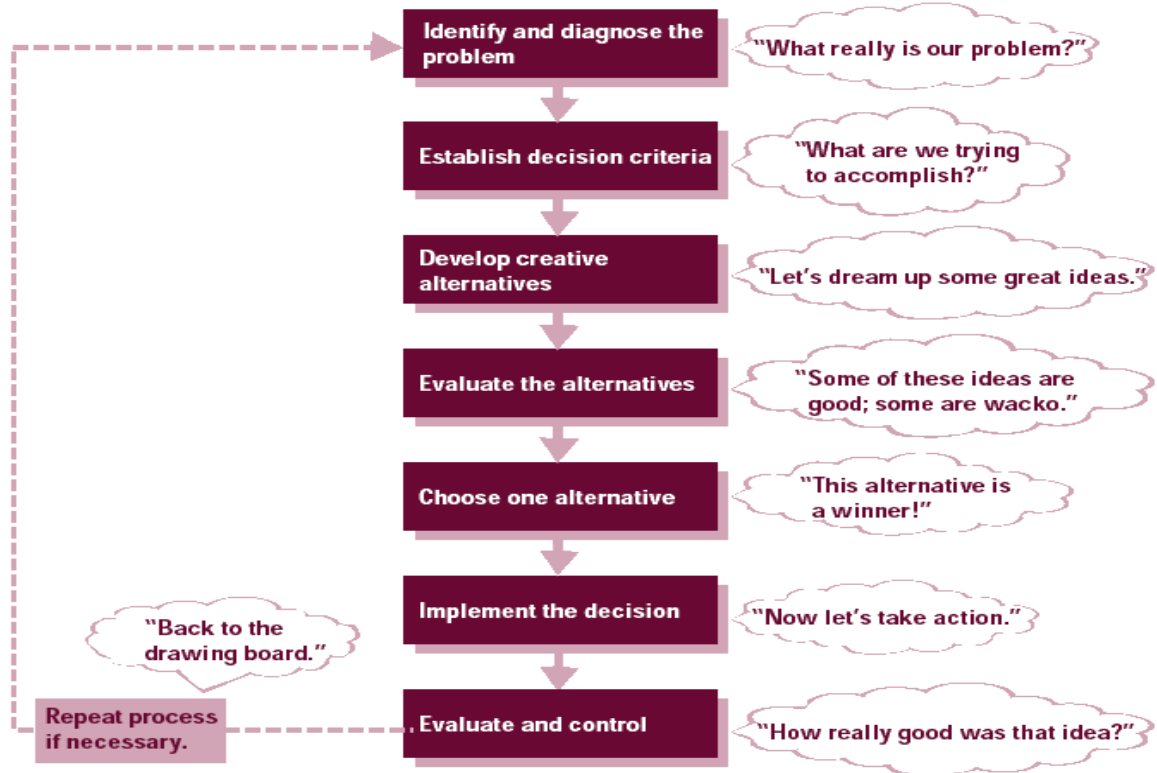 Identify and diagnose the
problem
“What really is our problem?”
Establish decision criteria
“What are we trying
to accomplish?”
Develop creative
alternatives
“Let’s dream up some great ideas.”
Evaluate the alternatives
“Some of these ideas are
good; some are wacko.”
Choose one alternative
“This alternative is
a winner!”
Implement the decision
“Now let’s take action.”
“Back to the
drawing board.”
Repeat process
if necessary.
Evaluate and control
“How really good was that idea?”